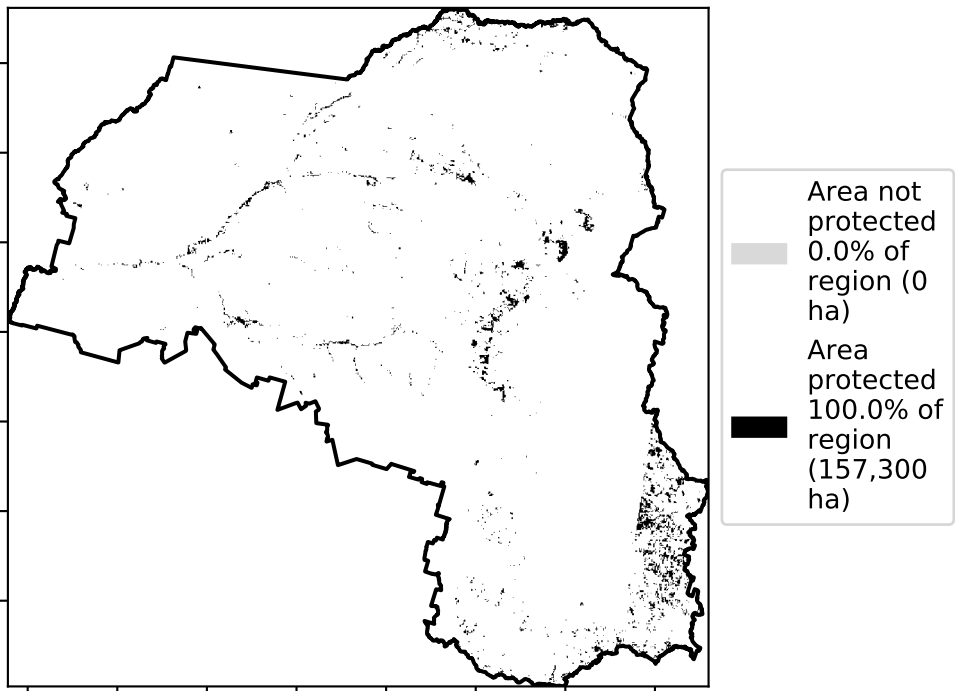 Area not
protected
0.0% of
region (0
ha)
Area
protected
100.0% of
region
(157,300
ha)